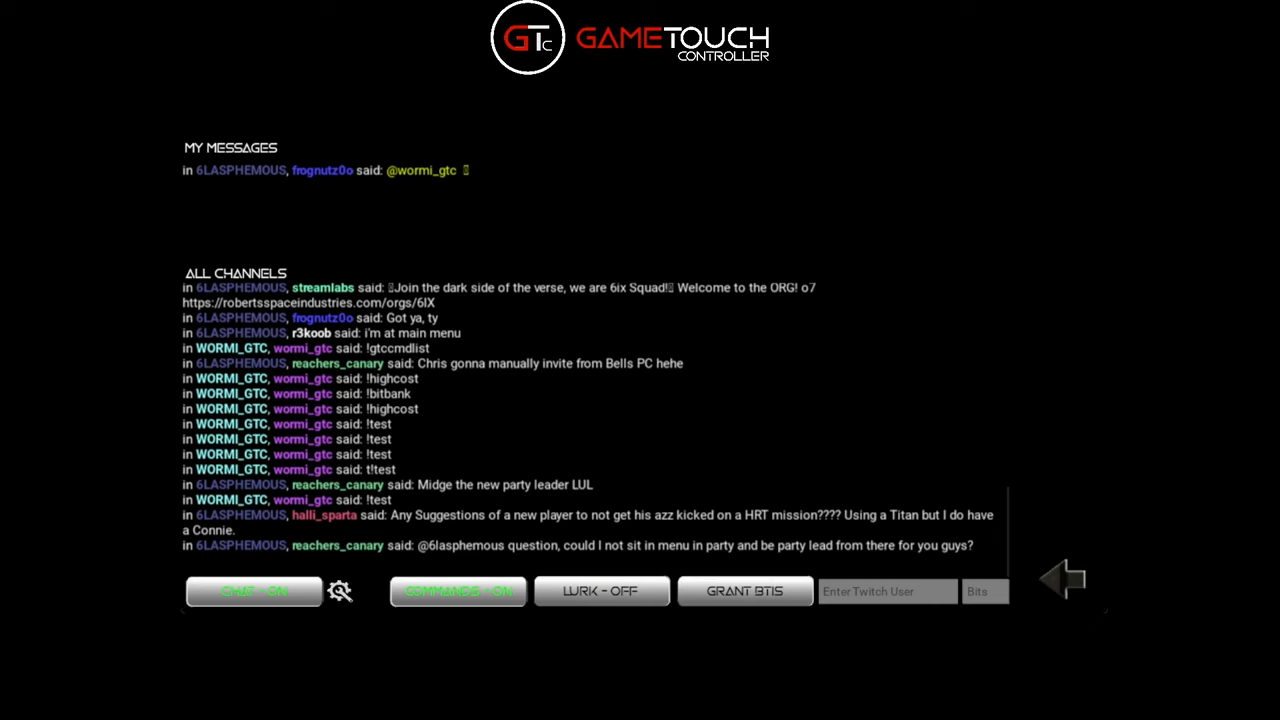 GTc GAMETOUCH
CONTROLLER
MY MESSAGES
in 6LASPHEMOUS, frognutz0o said: @wormi_gtc
ALL CHANNELS
in 6LASPHEMOUS, streamlabs said: Join the dark side of the verse, we are 6ix Squad! Welcome to the ORG! o7
https://robertsspaceindustries.com/orgs/6IX
in 6LASPHEMOUS, frognutz0o said: Got ya, ty
in 6LASPHEMOUS, r3koob said: i'm at main menu
in WORMI_GTC, wormi_gtc said: !gtccmdlist
in 6LASPHEMOUS, reachers_canary said: Chris gonna manually invite from Bells PC hehe
in WORMI_GTC, wormi_gtc said: !highcost
in WORMI_GTC, wormi_gtc said: !bitbank
in WORMI_GTC, wormi_gtc said: !highcost
in WORMI_GTC, wormi_gtc said: !test
in WORMI_GTC, wormi_gtc said: !test
in WORMI_GTC, wormi_gtc said: !test
in WORMI_GTC, wormi_gtc said: t!test
in 6LASPHEMOUS, reachers_canary said: Midge the new party leader LUL
in WORMI_GTC, wormi_gtc said: !test
in 6LASPHEMOUS, halli_sparta said: Any Suggestions of a new player to not get his azz kicked on a HRT mission???? Using a Titan but I do have
a Connie.
in 6LASPHEMOUS, reachers_canary said: @6lasphemous question, could I not sit in menu in party and be party lead from there for you guys?
CHAT - ON COMMANDS - ON LURK - OFF GRANT BTIS Enter Twitch User Bits